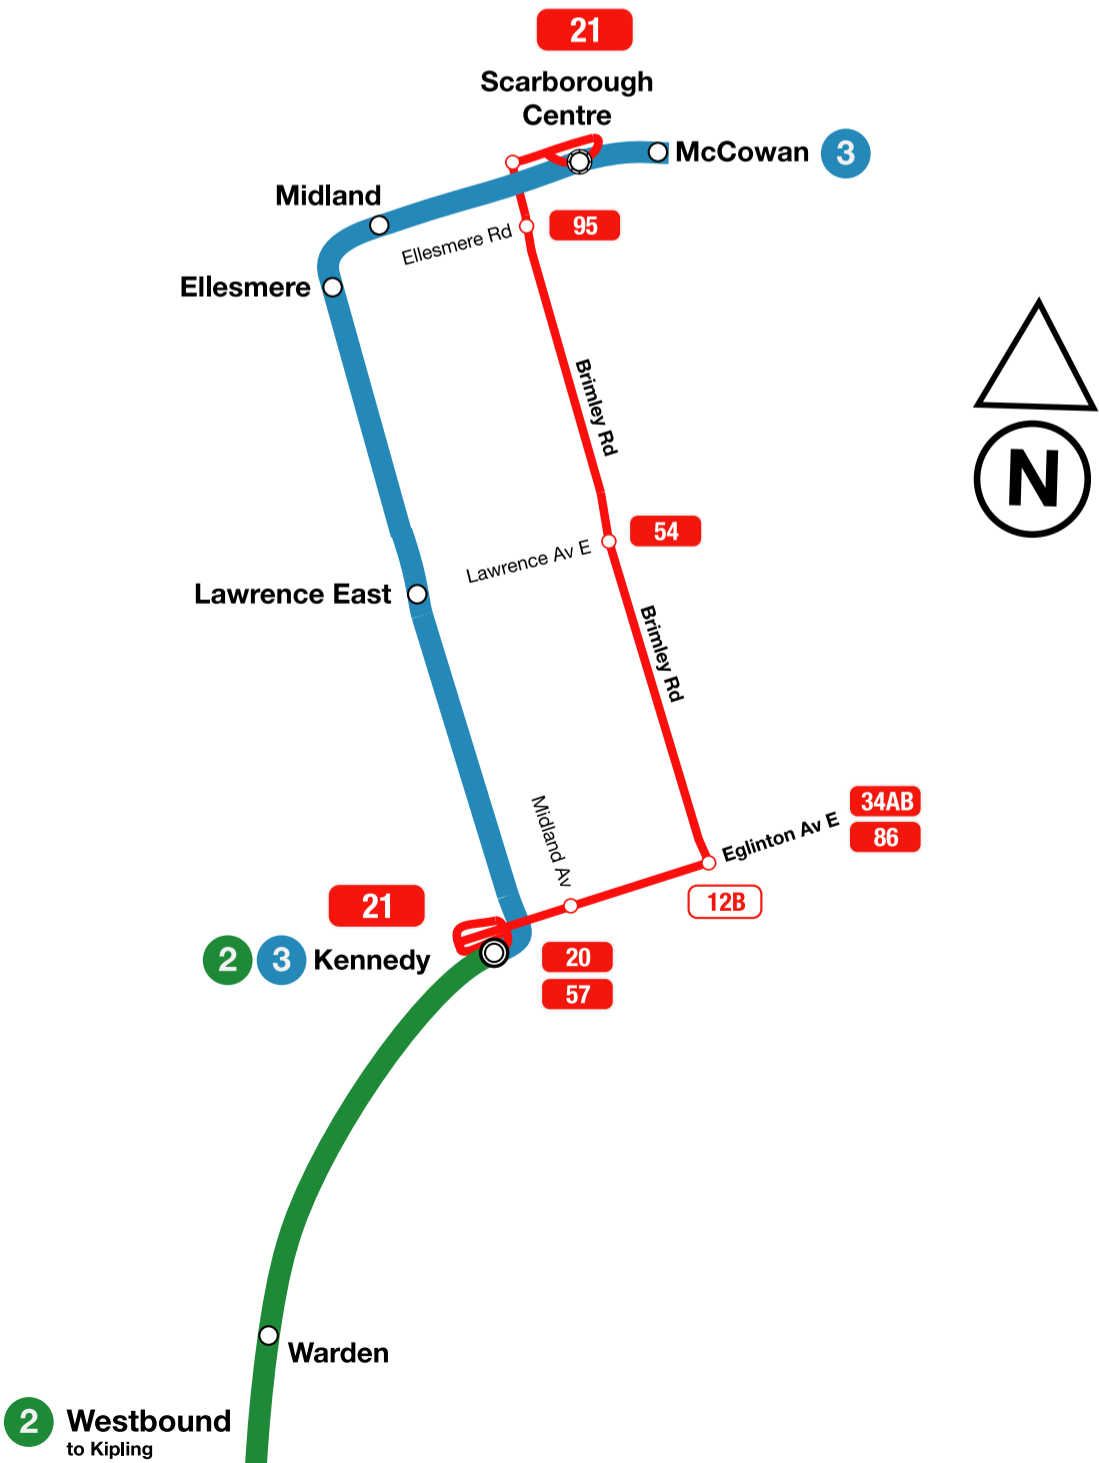 21
Scarborough
Centre
McCowan 3
Midland
Ellesmere Rd
95
Ellesmere
Brimley Rd
N
54
Lawrence Av E
Lawrence East
Brimley Rd
34AB
Eglinton Av E
86
Midland Av
12B
21
2 3 Kennedy
20
57
Warden
2 Westbound
to Kipling